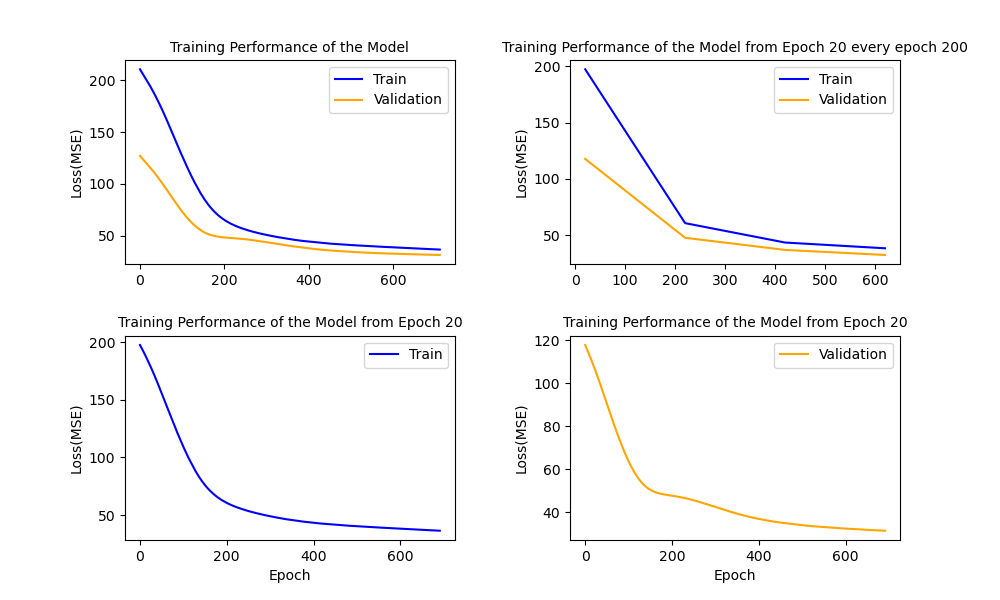 Training Performance of the Model
Loss(MSE)
200
150
100
50
0 200 400 600
Train
Validation
Training Performance of the Model from Epoch 20 every epoch 200
Loss(MSE)
200
150
100
50
0 100 200 300 400 500 600
Train
Validation
Training Performance of the Model from Epoch 20
Loss(MSE)
200
150
100
50
0 200 400 600
Epoch
Train
Training Performance of the Model from Epoch 20
Loss(MSE)
120
100
80
60
40
0 200 400 600
Epoch
Validation